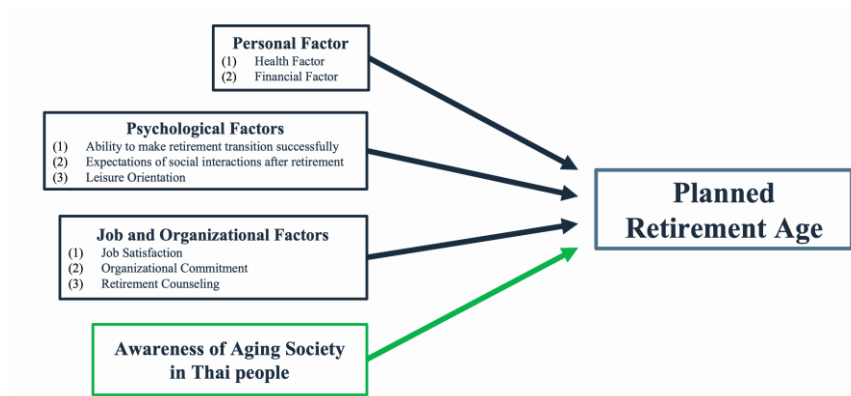 Personal Factor
(1) Health Factor
(2) Financial Factor
Psychological Factors
(1) Ability to make retirement transition successfully
(2) Expectations of social interactions after retirement
(3) Leisure Orientation
Job and Organizational Factors
(1) Job Satisfaction
(2) Organizational Commitment
(3) Retirement Counseling
Awareness of Aging Society
in Thai people
Planned
Retirement Age